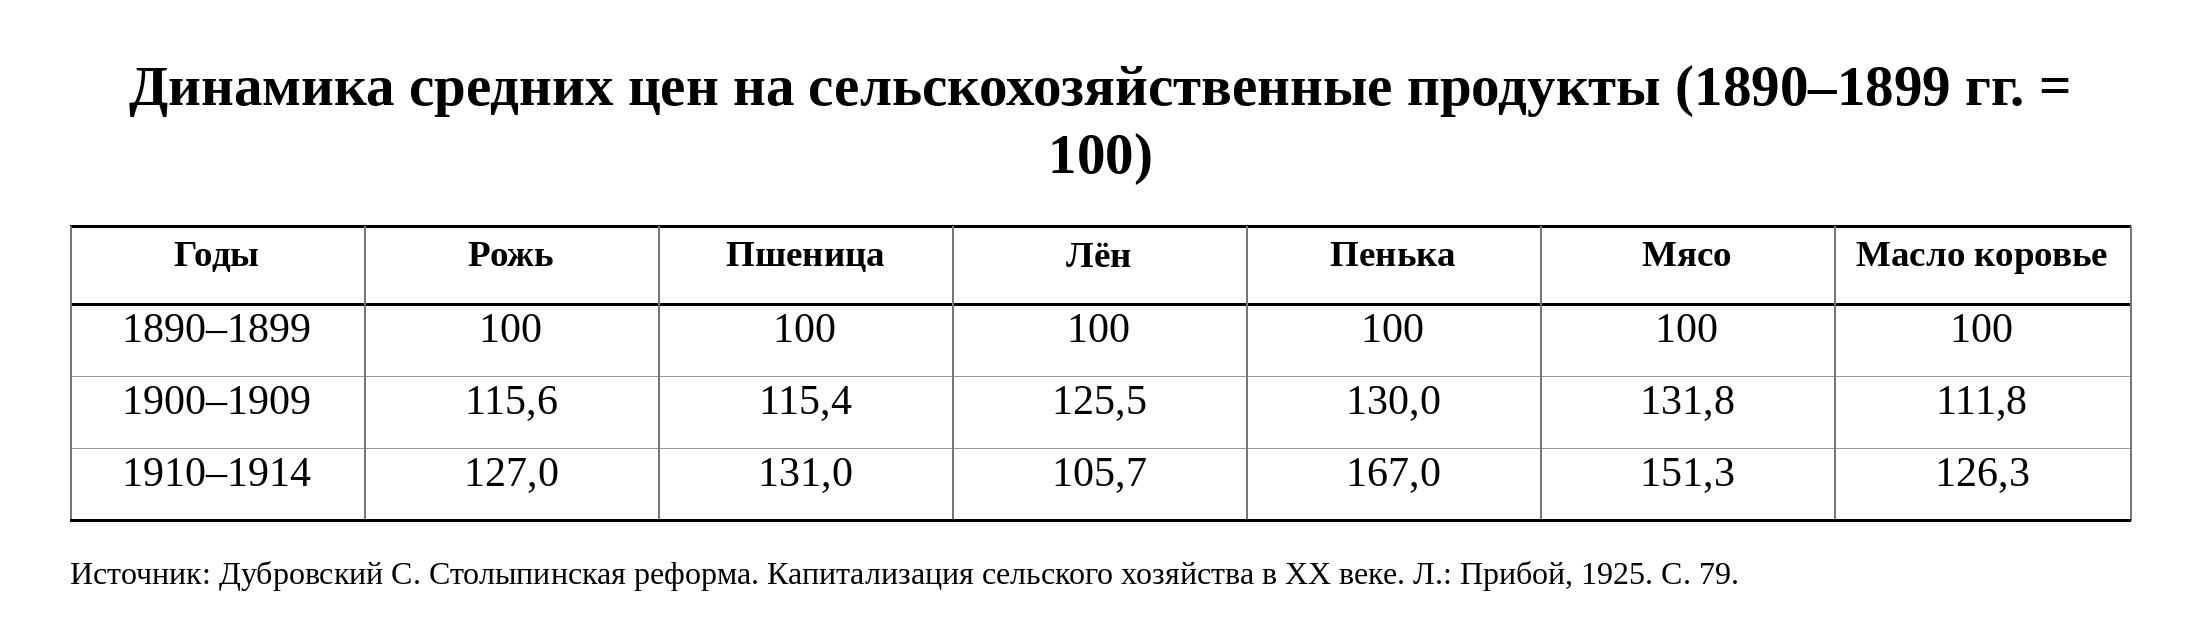 Динамика средних цен на сельскохозяйственные продукты (1890–1899 гг. =
100)
Годы Рожь Пшеница Лён Пенька Мясо Масло коровье
1890–1899 100 100 100 100 100 100
1900–1909 115,6 115,4 125,5 130,0 131,8 111,8
1910–1914 127,0 131,0 105,7 167,0 151,3 126,3
Источник: Дубровский С. Столыпинская реформа. Капитализация сельского хозяйства в XX веке. Л.: Прибой, 1925. С. 79.